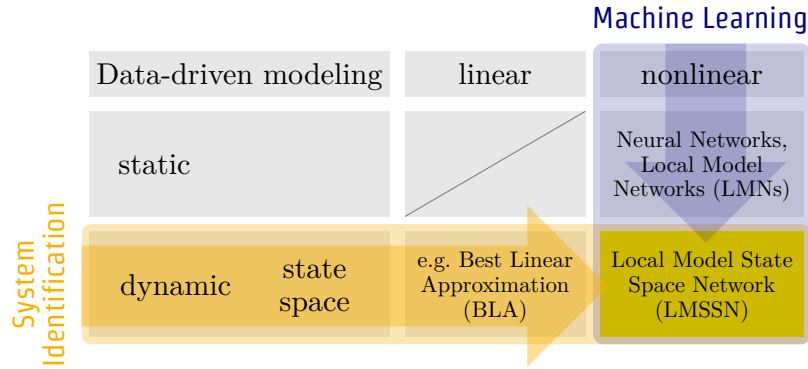 Machine Learning
Data-driven modeling
linear
nonlinear
static
Neural Networks,
Local Model
Networks (LMNs)
System
Identification
dynamic
state
space
e.g. Best Linear
Approximation
(BLA)
Local Model State
Space Network
(LMSSN)